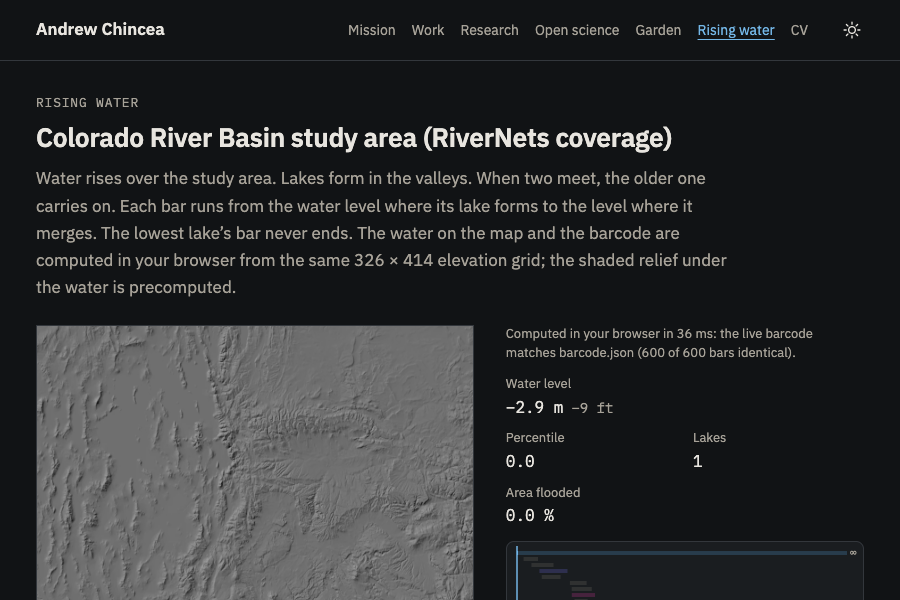 Andrew Chincea
Mission Work Research Open science Garden Rising water CV
RISING WATER
Colorado River Basin study area (RiverNets coverage)
Water rises over the study area. Lakes form in the valleys. When two meet, the older one
carries on. Each bar runs from the water level where its lake forms to the level where it
merges. The lowest lake’s bar never ends. The water on the map and the barcode are
computed in your browser from the same 326 × 414 elevation grid; the shaded relief under
the water is precomputed.
Computed in your browser in 36 ms: the live barcode
matches barcode.json (600 of 600 bars identical).
Water level
−2.9 m −9 ft
Percentile Lakes
0.0 1
Area flooded
0.0 %
∞